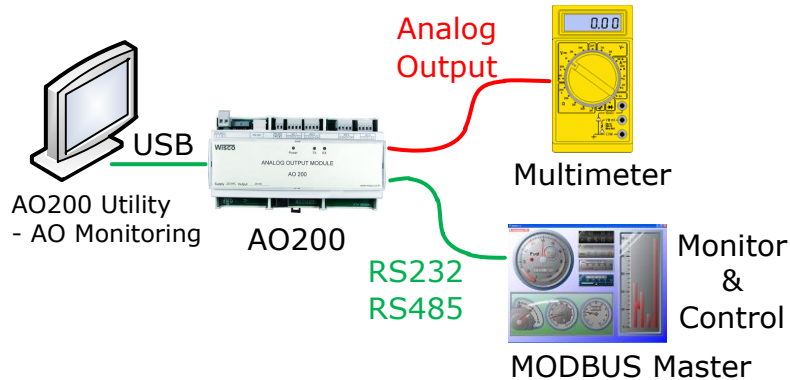 Analog
Output
0.00
USB
Wisco
Power
ANALOG OUTPUT MODULE
AO 200
AO200 Utility
- AO Monitoring
AO200
Multimeter
RS232
RS485
Monitor
&
Control
MODBUS Master